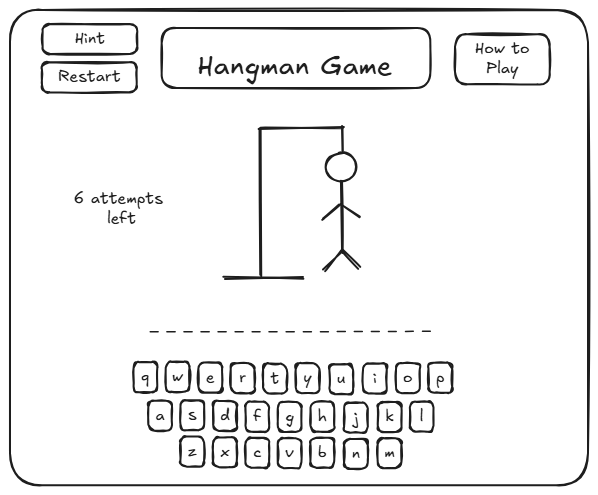 Hint
Restart
Hangman Game
How to
Play
6 attempts
left
q w e r t y u i o p
a s d f g h j k l
z x c v b n m